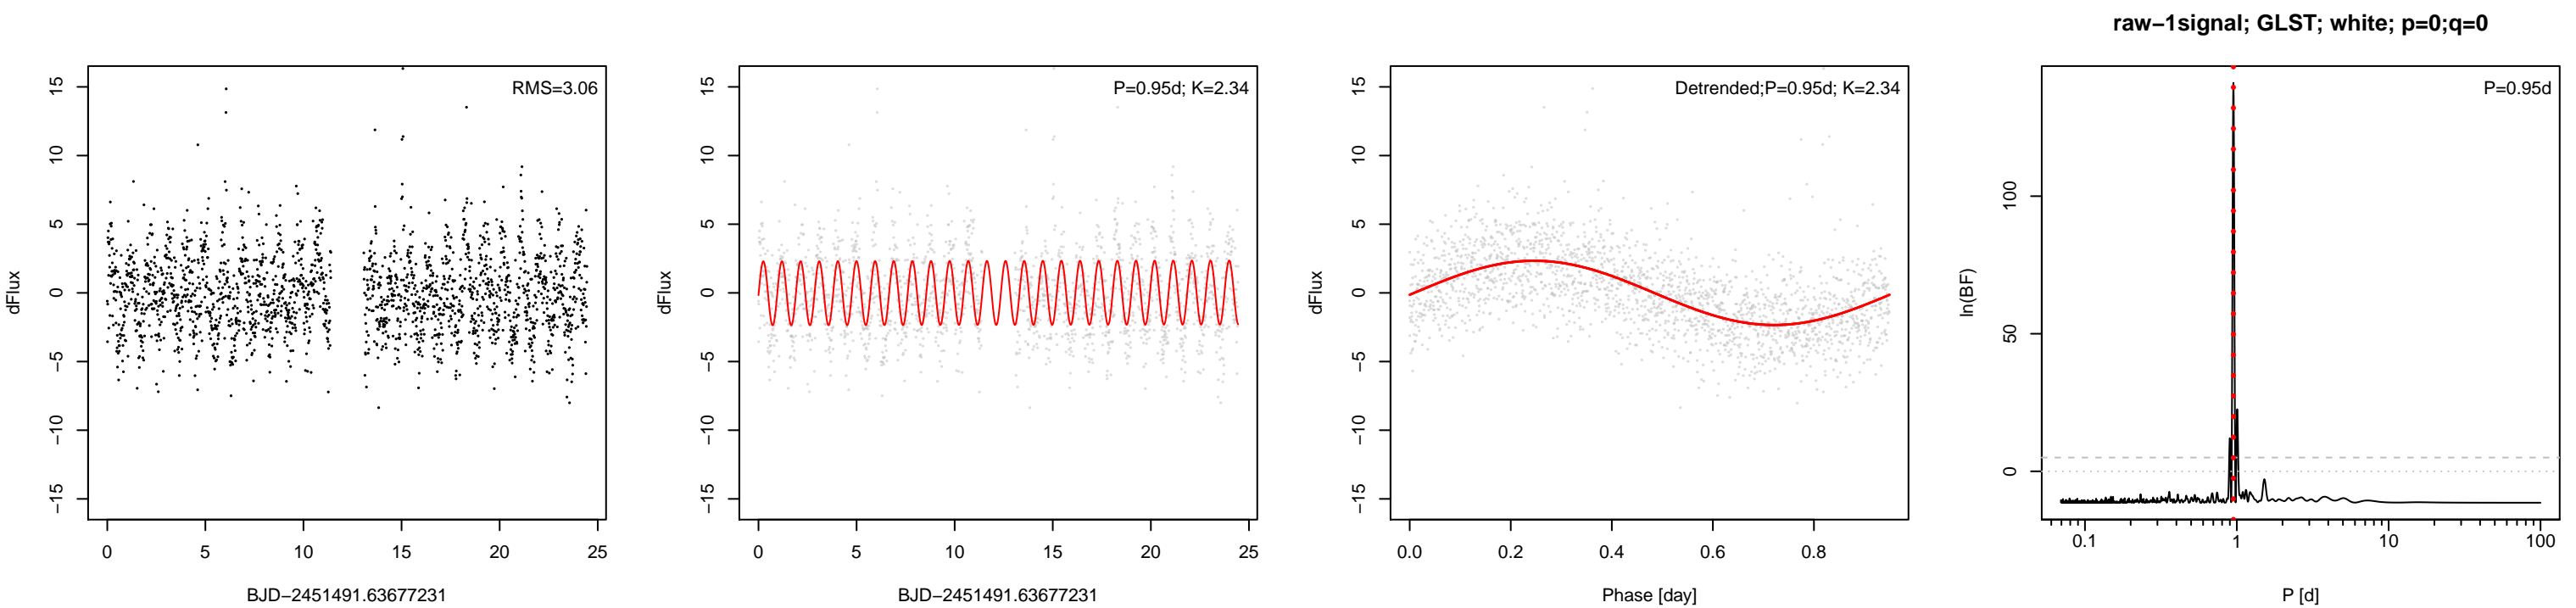 raw−1signal; GLST; white; p=0;q=0
RMS=3.06
15
10
5
0
−5
−10
−15
dFlux
0 5 10 15 20 25
BJD−2451491.63677231
P=0.95d; K=2.34
15
10
5
0
−5
−10
−15
dFlux
0 5 10 15 20 25
BJD−2451491.63677231
Detrended;P=0.95d; K=2.34
15
10
5
0
−5
−10
−15
dFlux
0.0 0.2 0.4 0.6 0.8
Phase [day]
P=0.95d
100
50
0
ln(BF)
0.1 1 10 100
P [d]